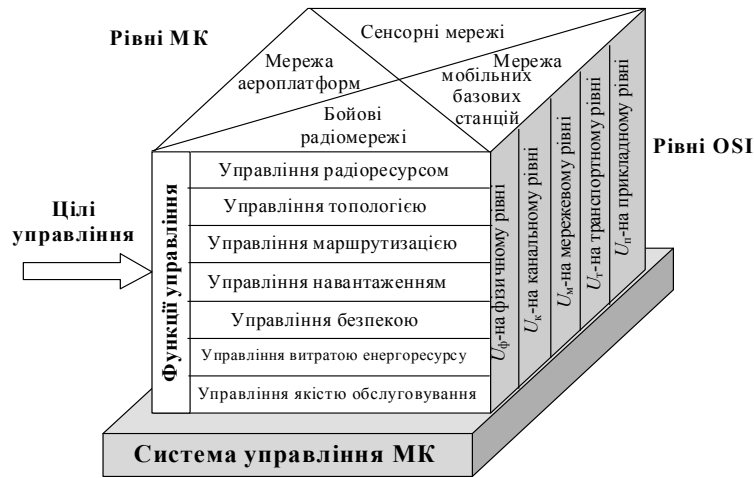 Рівні МК
Сенсорні мережі
Мережа
аероплатформ
Мережа
мобільних
базових
станцій
Бойові
радіомережі
Рівні OSI
Цілі
управління
Функції управління
Управління радіоресурсом
Управління топологією
Управління маршрутизацією
Управління навантаженням
Управління безпекою
Управління витратою енергоресурсу
Управління якістю обслуговування
Uф-на фізичному рівні
Uк-на канальному рівні
Uм-на мережевому рівні
Uт-на транспортному рівні
Uп-на прикладному рівні
Система управління МК